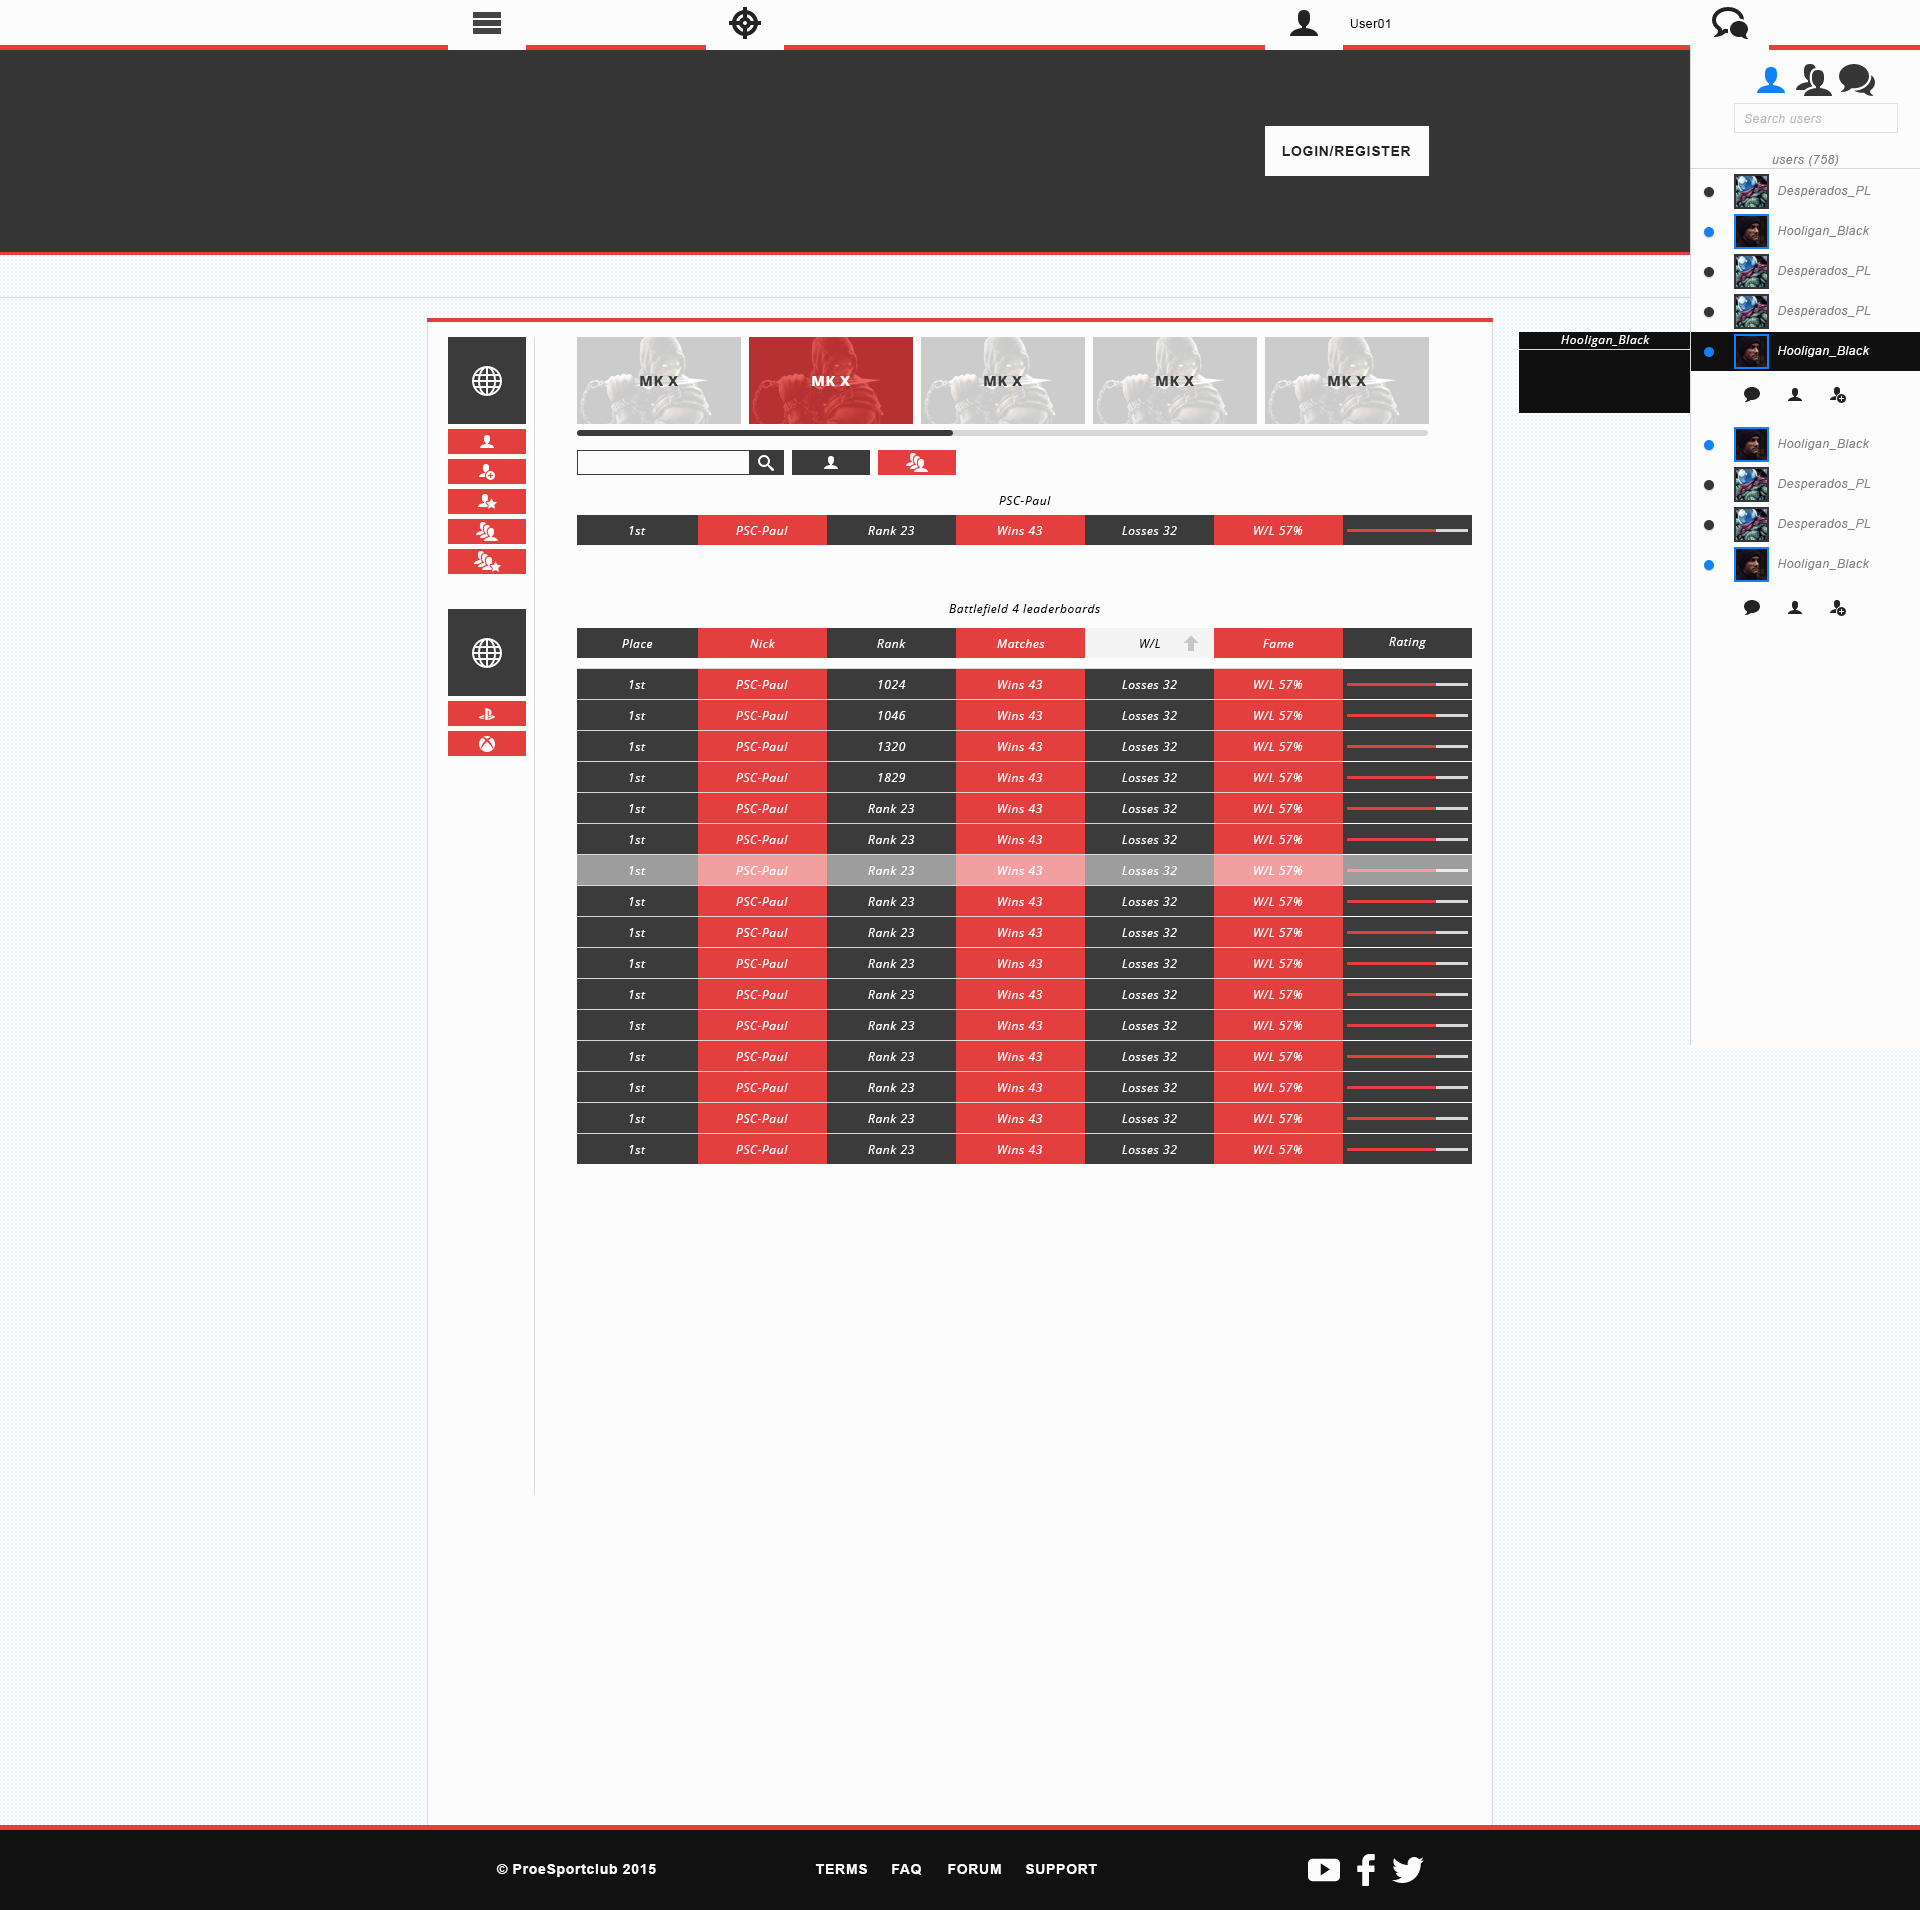 User01
LOGIN/REGISTER
Search users
users (758)
Desperados_PL
Hooligan_Black
Desperados_PL
Desperados_PL
Hooligan_Black
Hooligan_Black
Hooligan_Black
Desperados_PL
Desperados_PL
Hooligan_Black
MK X MK X MK X MK X MK X
PSC-Paul
1st PSC-Paul Rank 23 Wins 43 Losses 32 W/L 57%
Battlefield 4 leaderboards
Place Nick Rank Matches W/L Fame Rating
1st PSC-Paul 1024 Wins 43 Losses 32 W/L 57%
1st PSC-Paul 1046 Wins 43 Losses 32 W/L 57%
1st PSC-Paul 1320 Wins 43 Losses 32 W/L 57%
1st PSC-Paul 1829 Wins 43 Losses 32 W/L 57%
1st PSC-Paul Rank 23 Wins 43 Losses 32 W/L 57%
1st PSC-Paul Rank 23 Wins 43 Losses 32 W/L 57%
1st PSC-Paul Rank 23 Wins 43 Losses 32 W/L 57%
1st PSC-Paul Rank 23 Wins 43 Losses 32 W/L 57%
1st PSC-Paul Rank 23 Wins 43 Losses 32 W/L 57%
1st PSC-Paul Rank 23 Wins 43 Losses 32 W/L 57%
1st PSC-Paul Rank 23 Wins 43 Losses 32 W/L 57%
1st PSC-Paul Rank 23 Wins 43 Losses 32 W/L 57%
1st PSC-Paul Rank 23 Wins 43 Losses 32 W/L 57%
1st PSC-Paul Rank 23 Wins 43 Losses 32 W/L 57%
1st PSC-Paul Rank 23 Wins 43 Losses 32 W/L 57%
1st PSC-Paul Rank 23 Wins 43 Losses 32 W/L 57%
© ProeSportclub 2015 TERMS FAQ FORUM SUPPORT